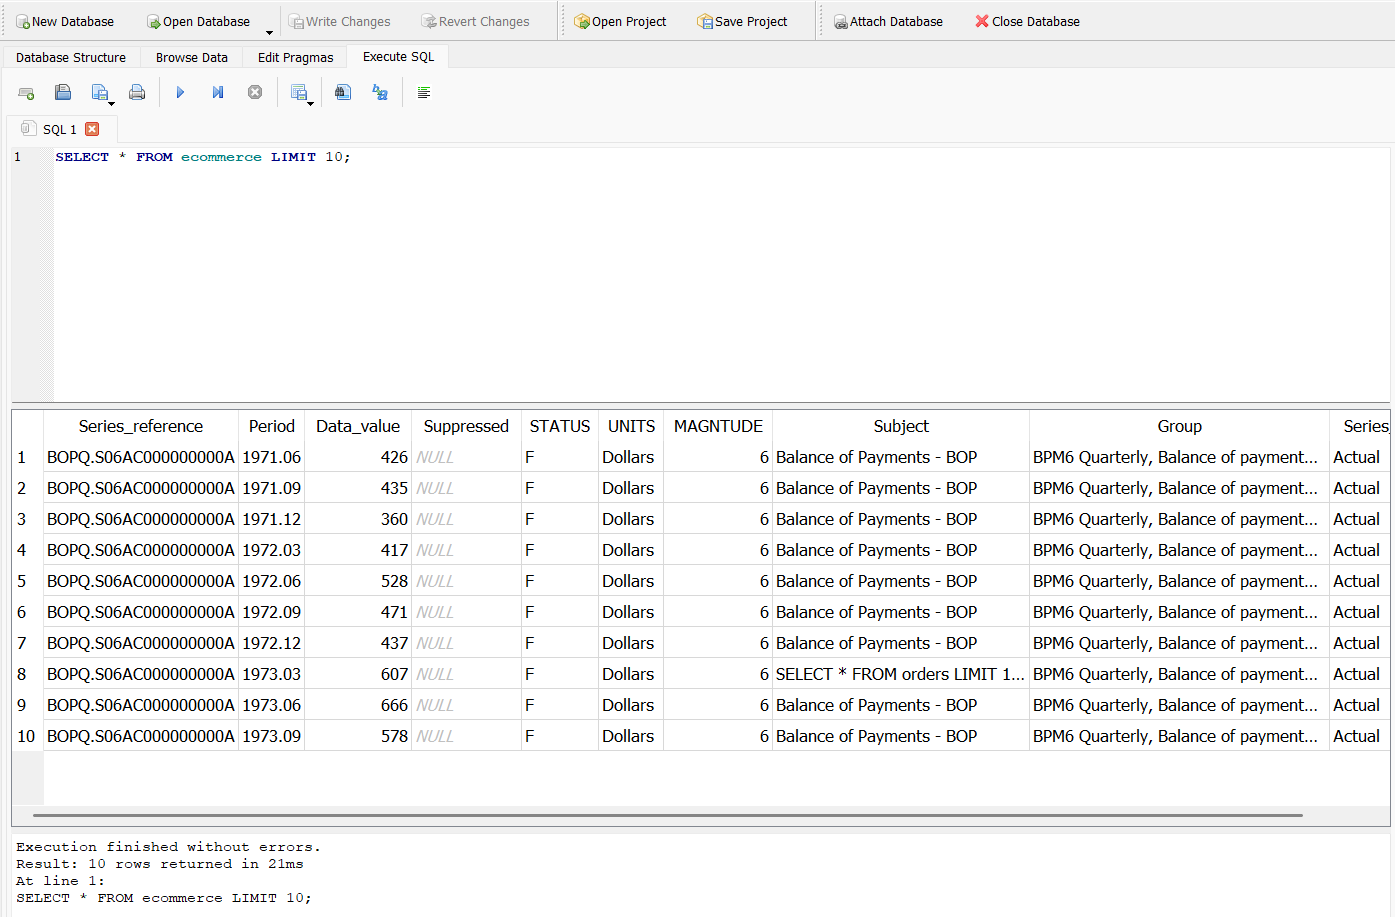 New Database Open Database Write Changes Revert Changes Open Project Save Project Attach Database Close Database
Database Structure Browse Data Edit Pragmas Execute SQL
SQL 1
1 SELECT * FROM ecommerce LIMIT 10;
Series_reference Period Data_value Suppressed STATUS UNITS MAGNTUDE Subject Group Series_
1 BOPQ.S06AC000000000A 1971.06 426 NULL F Dollars 6 Balance of Payments - BOP BPM6 Quarterly, Balance of payment... Actual
2 BOPQ.S06AC000000000A 1971.09 435 NULL F Dollars 6 Balance of Payments - BOP BPM6 Quarterly, Balance of payment... Actual
3 BOPQ.S06AC000000000A 1971.12 360 NULL F Dollars 6 Balance of Payments - BOP BPM6 Quarterly, Balance of payment... Actual
4 BOPQ.S06AC000000000A 1972.03 417 NULL F Dollars 6 Balance of Payments - BOP BPM6 Quarterly, Balance of payment... Actual
5 BOPQ.S06AC000000000A 1972.06 528 NULL F Dollars 6 Balance of Payments - BOP BPM6 Quarterly, Balance of payment... Actual
6 BOPQ.S06AC000000000A 1972.09 471 NULL F Dollars 6 Balance of Payments - BOP BPM6 Quarterly, Balance of payment... Actual
7 BOPQ.S06AC000000000A 1972.12 437 NULL F Dollars 6 Balance of Payments - BOP BPM6 Quarterly, Balance of payment... Actual
8 BOPQ.S06AC000000000A 1973.03 607 NULL F Dollars 6 SELECT * FROM orders LIMIT 1... BPM6 Quarterly, Balance of payment... Actual
9 BOPQ.S06AC000000000A 1973.06 666 NULL F Dollars 6 Balance of Payments - BOP BPM6 Quarterly, Balance of payment... Actual
10 BOPQ.S06AC000000000A 1973.09 578 NULL F Dollars 6 Balance of Payments - BOP BPM6 Quarterly, Balance of payment... Actual
Execution finished without errors.
Result: 10 rows returned in 21ms
At line 1:
SELECT * FROM ecommerce LIMIT 10;